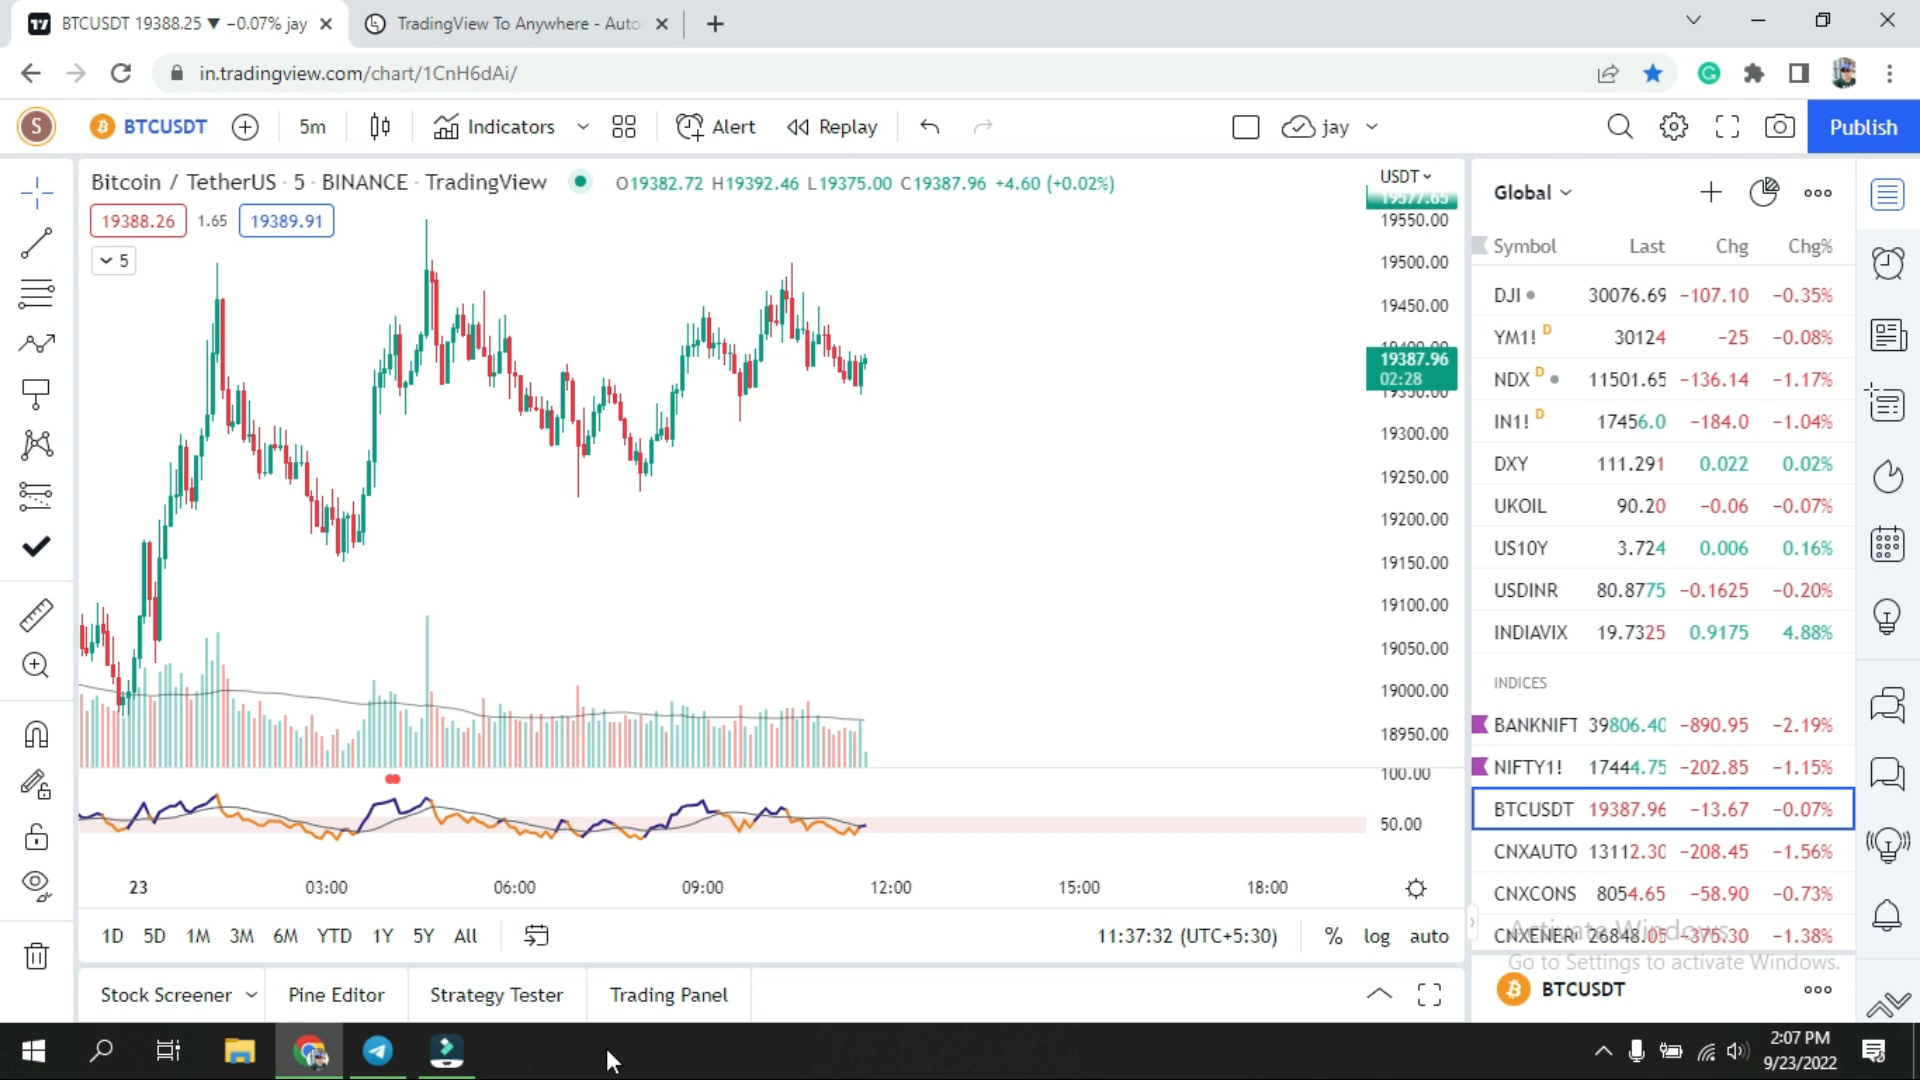 BTCUSDT 19388.25 ▼ −0.07% jay
TradingView To Anywhere - Auto
in.tradingview.com/chart/1CnH6dAi/
S BTCUSDT 5m Indicators Alert Replay jay Publish
Bitcoin / TetherUS · 5 · BINANCE · TradingView O19382.72 H19392.46 L19375.00 C19387.96 +4.60 (+0.02%)
19388.26 1.65 19389.91
5
USDT
19577.65
19550.00
19500.00
19450.00
19400.00
19387.96
02:28
19350.00
19300.00
19250.00
19200.00
19150.00
19100.00
19050.00
19000.00
18950.00
100.00
50.00
23 03:00 06:00 09:00 12:00 15:00 18:00
1D 5D 1M 3M 6M YTD 1Y 5Y All 11:37:32 (UTC+5:30) % log auto
Stock Screener Pine Editor Strategy Tester Trading Panel
Global
Symbol Last Chg Chg%
DJI 30076.69 −107.10 −0.35%
YM1! D 30124 −25 −0.08%
NDX D 11501.65 −136.14 −1.17%
IN1! D 17456.0 −184.0 −1.04%
DXY 111.291 0.022 0.02%
UKOIL 90.20 −0.06 −0.07%
US10Y 3.724 0.006 0.16%
USDINR 80.8775 −0.1625 −0.20%
INDIAVIX 19.7325 0.9175 4.88%
INDICES
BANKNIFT 39806.40 −890.95 −2.19%
NIFTY1! 17444.75 −202.85 −1.15%
BTCUSDT 19387.96 −13.67 −0.07%
CNXAUTO 13112.30 −208.45 −1.56%
CNXCONS 8054.65 −58.90 −0.73%
CNXENER 26848.05 −375.30 −1.38%
Activate Windows
Go to Settings to activate Windows.
BTCUSDT
2:07 PM
9/23/2022